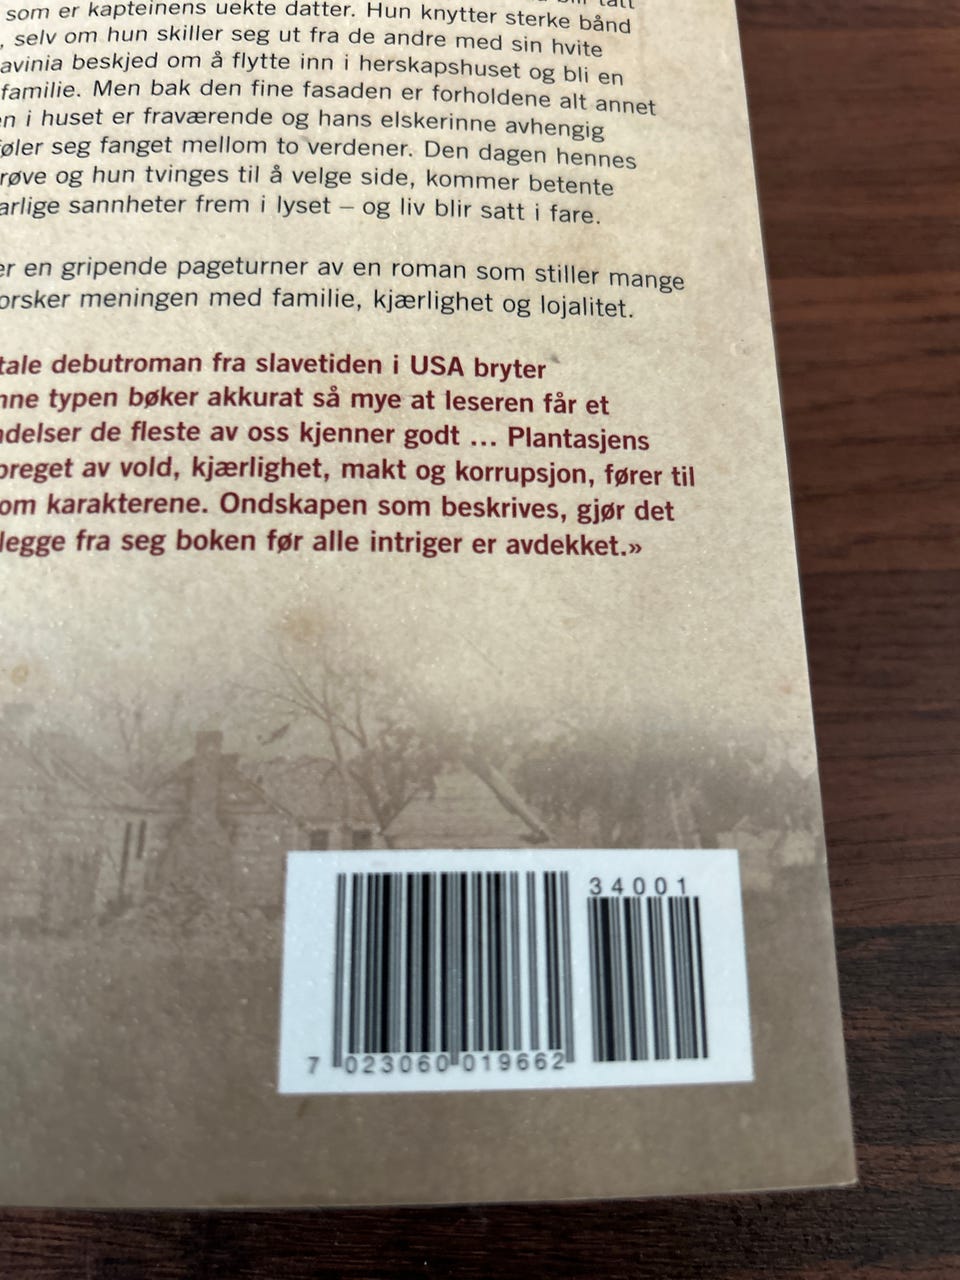 som er kapteinens uekte datter. Hun knytter sterke bånd
, selv om hun skiller seg ut fra de andre med sin hvite
avinia beskjed om å flytte inn i herskapshuset og bli en
familie. Men bak den fine fasaden er forholdene alt annet
en i huset er fraværende og hans elskerinne avhengig
øler seg fanget mellom to verdener. Den dagen hennes
røve og hun tvinges til å velge side, kommer betente
arlige sannheter frem i lyset – og liv blir satt i fare.
er en gripende pageturner av en roman som stiller mange
orsker meningen med familie, kjærlighet og lojalitet.
tale debutroman fra slavetiden i USA bryter
nne typen bøker akkurat så mye at leseren får et
ndelser de fleste av oss kjenner godt ... Plantasjens
preget av vold, kjærlighet, makt og korrupsjon, fører til
om karakterene. Ondskapen som beskrives, gjør det
legge fra seg boken før alle intriger er avdekket.»
34001
7 023060 019662